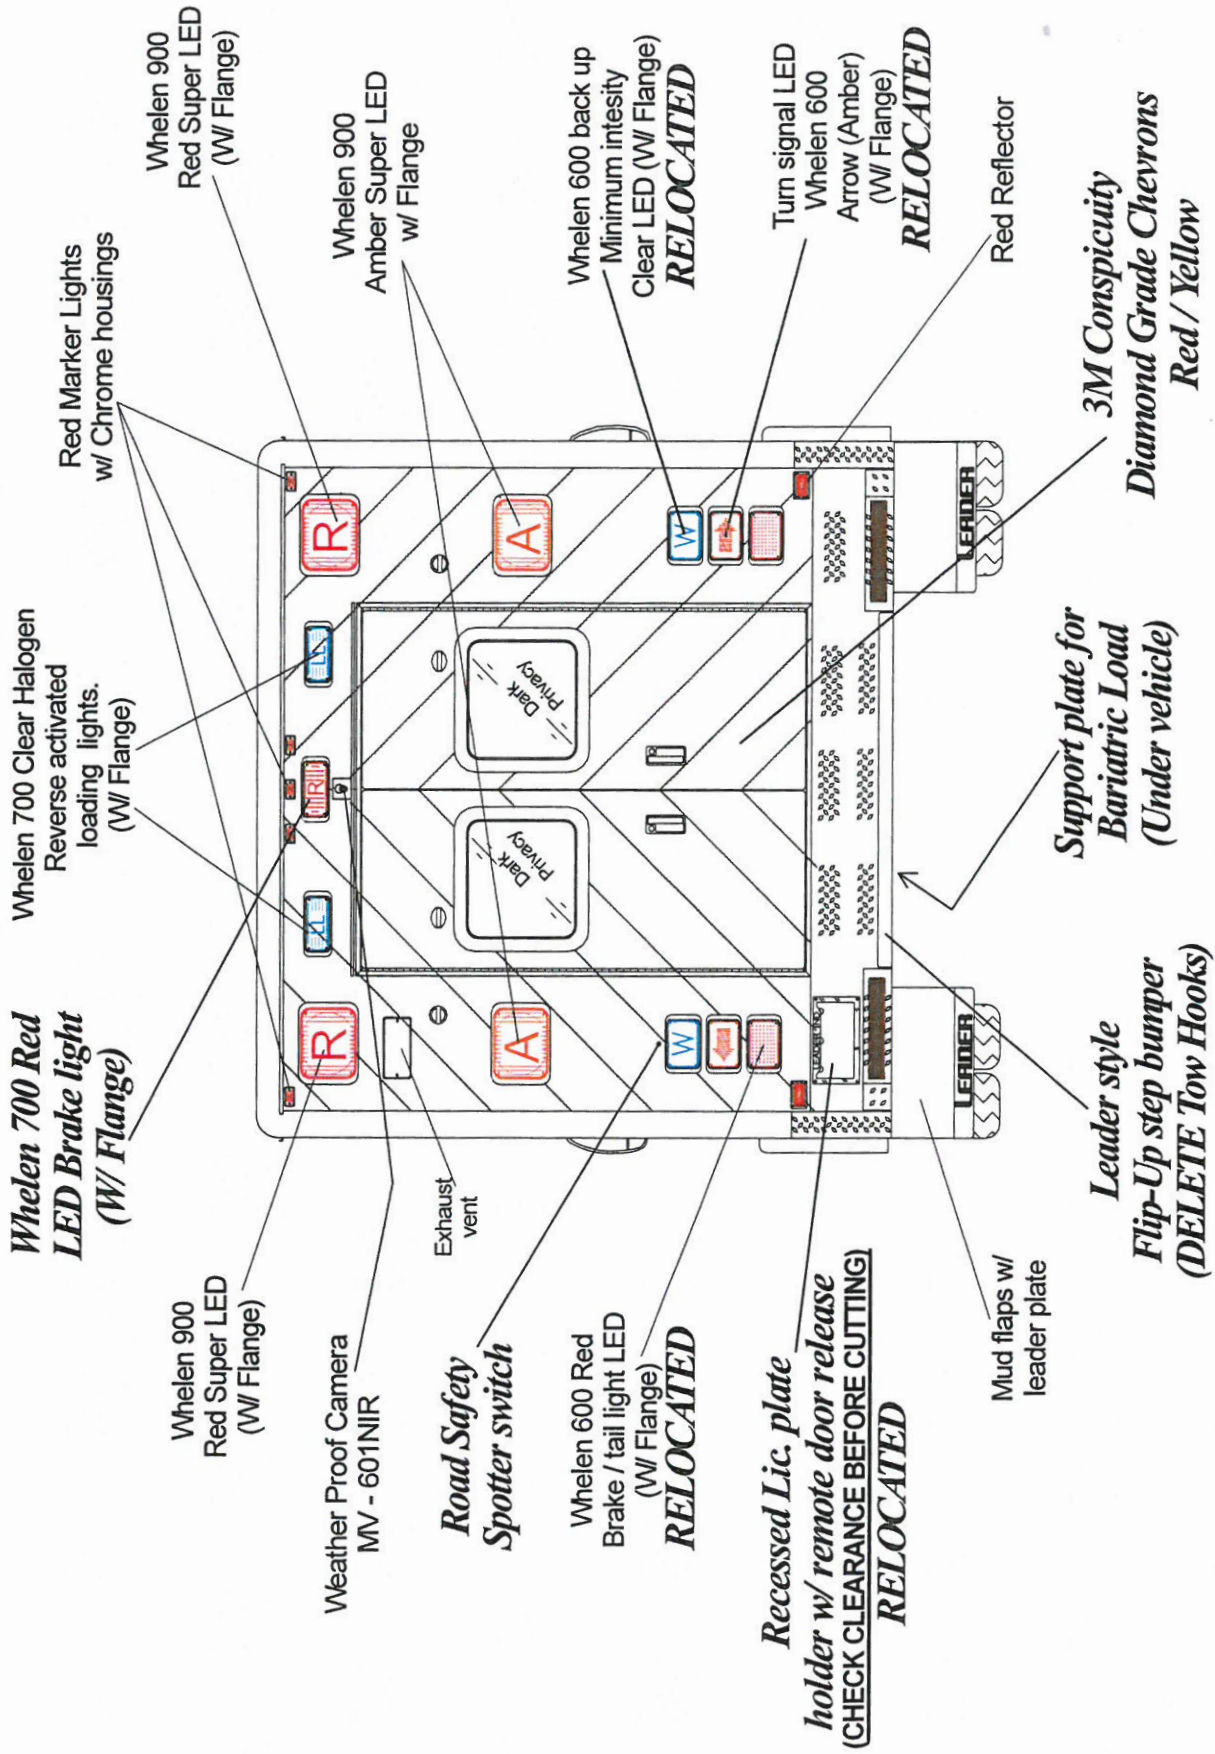 Whelen 700 Red
LED Brake light
(W/ Flange)
Whelen 700 Clear Halogen
Reverse activated
loading lights.
(W/ Flange)
Red Marker Lights
w/ Chrome housings
Whelen 900
Red Super LED
(W/ Flange)
Whelen 900
Red Super LED
(W/ Flange)
Weather Proof Camera
MV - 601NIR
Exhaust
vent
Road Safety
Spotter switch
Whelen 600 Red
Brake / tail light LED
(W/ Flange)
RELOCATED
Recessed Lic. plate
holder w/ remote door release
(CHECK CLEARANCE BEFORE CUTTING)
RELOCATED
Mud flaps w/
leader plate
Leader style
Flip-Up step bumper
(DELETE Tow Hooks)
Support plate for
Bariatric Load
(Under vehicle)
3M Conspicuity
Diamond Grade Chevrons
Red / Yellow
Whelen 900
Amber Super LED
w/ Flange
Whelen 600 back up
Minimum intesity
Clear LED (W/ Flange)
RELOCATED
Turn signal LED
Whelen 600
Arrow (Amber)
(W/ Flange)
RELOCATED
Red Reflector
R
LL
R
LL
R
A
Dark
Privacy
Dark
Privacy
A
W
W
LEADER
LEADER